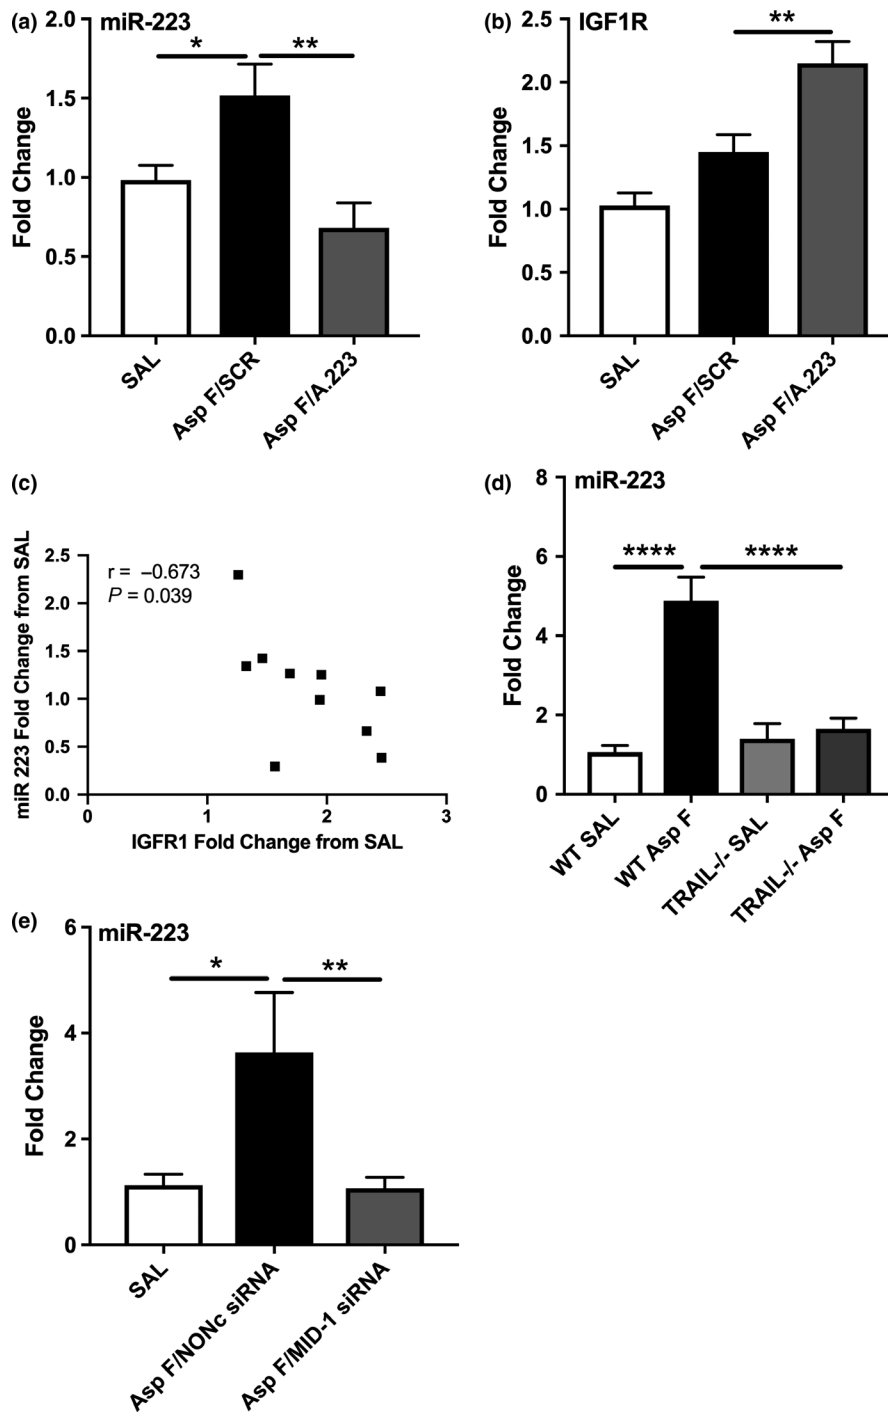 (a)
miR-223
Fold Change
2.0
1.5
1.0
0.5
0.0
*
**
SAL
Asp F/SCR
Asp F/A.223
(b)
IGF1R
Fold Change
2.5
2.0
1.5
1.0
0.5
0.0
**
SAL
Asp F/SCR
Asp F/A.223
(c)
miR 223 Fold Change from SAL
2.5
2.0
1.5
1.0
0.5
0.0
r = –0.673
P = 0.039
0
1
2
3
IGFR1 Fold Change from SAL
(d)
miR-223
Fold Change
8
6
4
2
0
****
****
WT SAL
WT Asp F
TRAIL-/- SAL
TRAIL-/- Asp F
(e)
miR-223
Fold Change
6
4
2
0
*
**
SAL
Asp F/NONc siRNA
Asp F/MID-1 siRNA